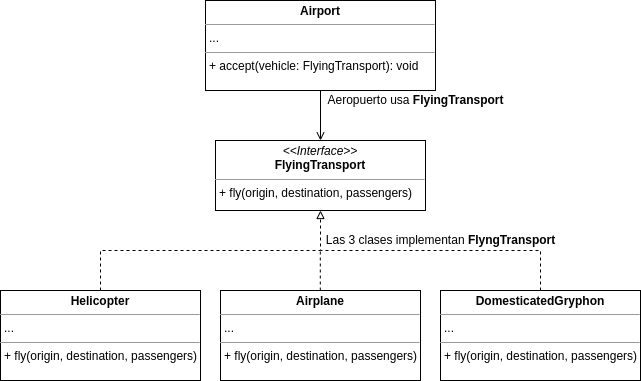 Airport
...
+ accept(vehicle: FlyingTransport): void
Aeropuerto usa FlyingTransport
<<Interface>>
FlyingTransport
+ fly(origin, destination, passengers)
Las 3 clases implementan FlyngTransport
Helicopter
...
+ fly(origin, destination, passengers)
Airplane
...
+ fly(origin, destination, passengers)
DomesticatedGryphon
...
+ fly(origin, destination, passengers)